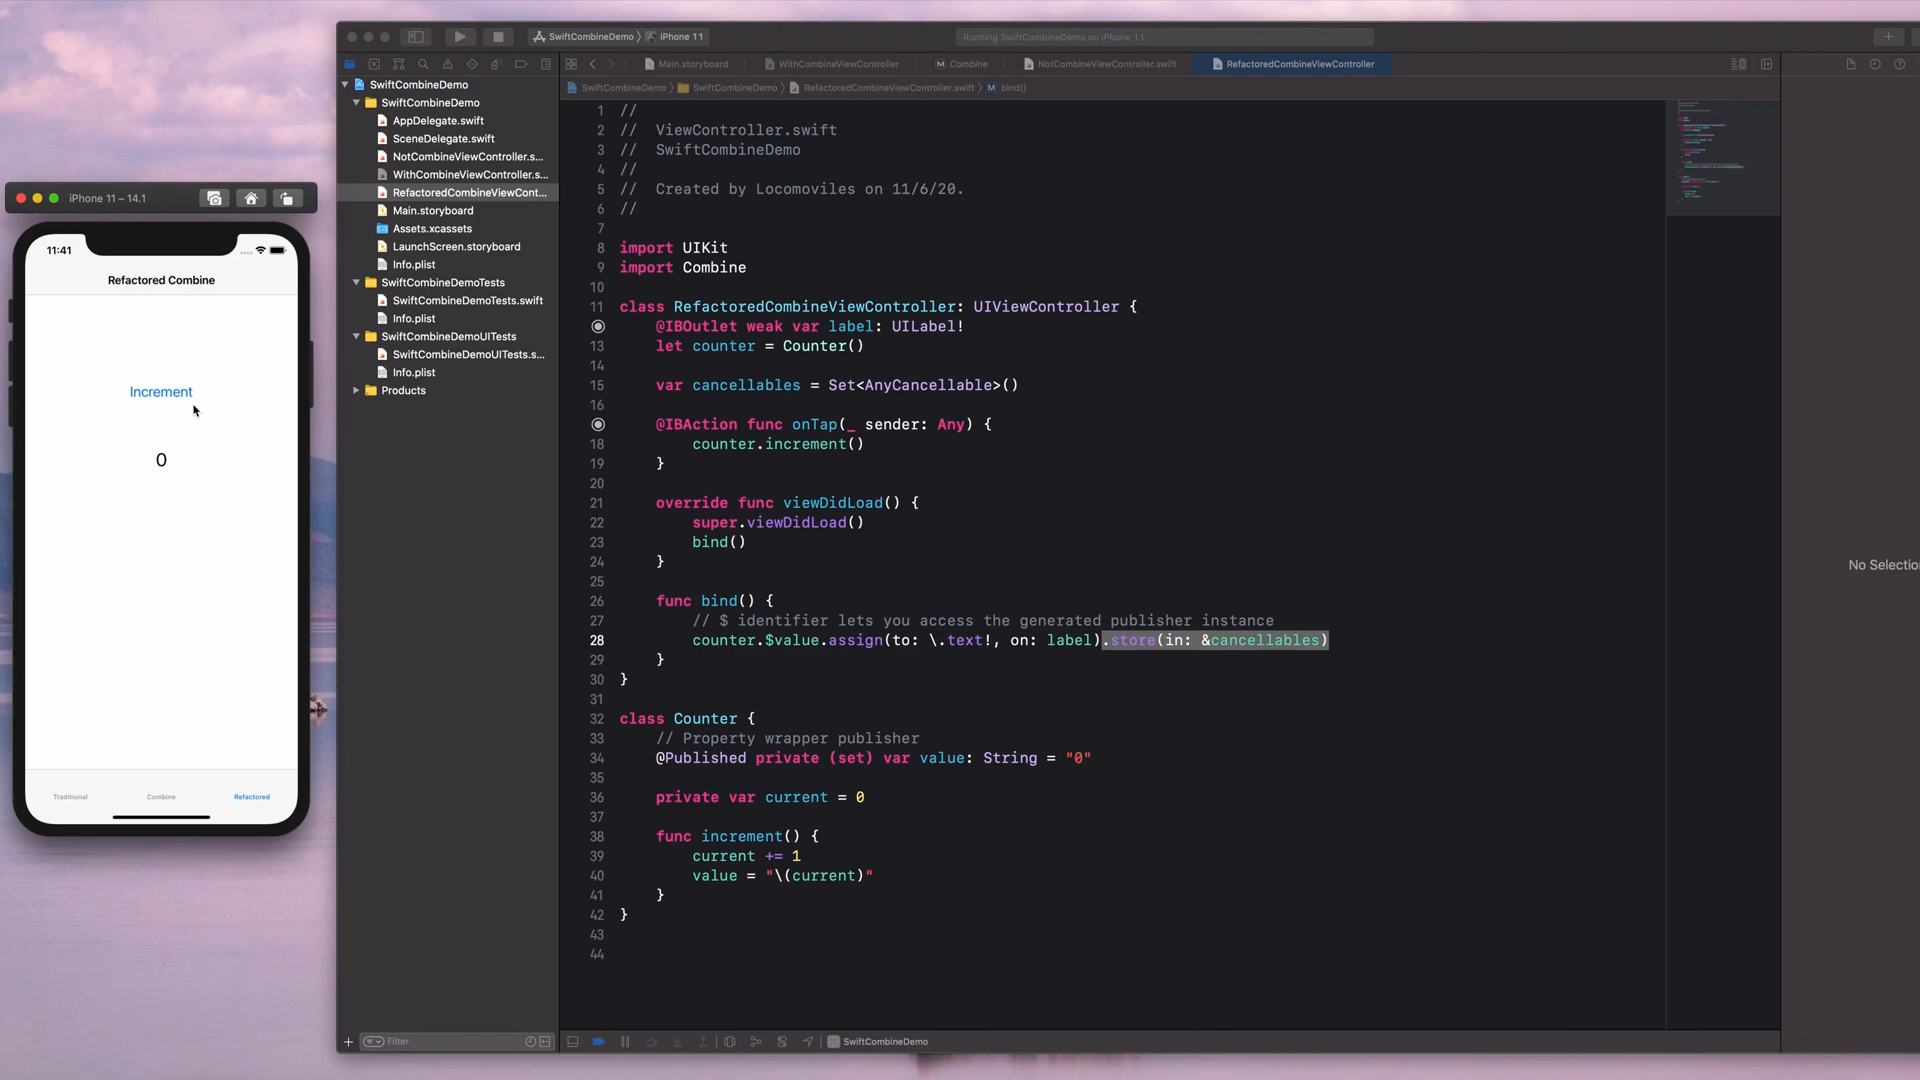 SwiftCombineDemo
iPhone 11
Running SwiftCombineDemo on iPhone 11
Main.storyboard
WithCombineViewController
Combine
NotCombineViewController.swift
RefactoredCombineViewController
SwiftCombineDemo
SwiftCombineDemo
RefactoredCombineViewController.swift
M bind()
SwiftCombineDemo
SwiftCombineDemo
AppDelegate.swift
SceneDelegate.swift
NotCombineViewController.s...
WithCombineViewController.s...
RefactoredCombineViewCont...
Main.storyboard
Assets.xcassets
LaunchScreen.storyboard
Info.plist
SwiftCombineDemoTests
SwiftCombineDemoTests.swift
Info.plist
SwiftCombineDemoUITests
SwiftCombineDemoUITests.s...
Info.plist
Products
Filter
iPhone 11 – 14.1
11:41
Refactored Combine
Increment
0
Traditional
Combine
Refactored
1 //
2 //  ViewController.swift
3 //  SwiftCombineDemo
4 //
5 //  Created by Locomoviles on 11/6/20.
6 //
7
8 import UIKit
9 import Combine
10
11 class RefactoredCombineViewController: UIViewController {
@IBOutlet weak var label: UILabel!
13 let counter = Counter()
14
15 var cancellables = Set<AnyCancellable>()
16
@IBAction func onTap(_ sender: Any) {
18 counter.increment()
19 }
20
21 override func viewDidLoad() {
22 super.viewDidLoad()
23 bind()
24 }
25
26 func bind() {
27 // $ identifier lets you access the generated publisher instance
28 counter.$value.assign(to: \.text!, on: label).store(in: &cancellables)
29 }
30 }
31
32 class Counter {
33 // Property wrapper publisher
34 @Published private (set) var value: String = "0"
35
36 private var current = 0
37
38 func increment() {
39 current += 1
40 value = "\(current)"
41 }
42 }
43
44
SwiftCombineDemo
No Selectio